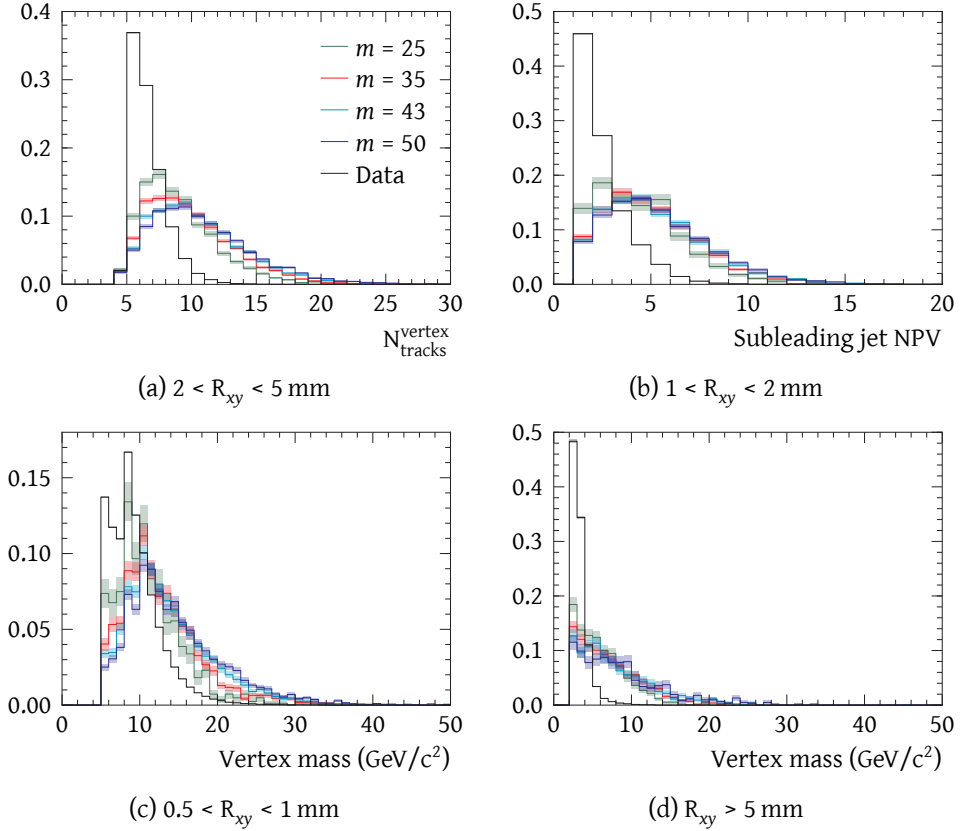 0.4
0.3
0.2
0.1
0.0
0 5 10 15 20 25 30
m = 25
m = 35
m = 43
m = 50
Data
N^vertex_tracks
(a) 2 < R_xy < 5 mm
0.5
0.4
0.3
0.2
0.1
0.0
0 5 10 15 20
Subleading jet NPV
(b) 1 < R_xy < 2 mm
0.15
0.10
0.05
0.00
0 10 20 30 40 50
Vertex mass (GeV/c²)
(c) 0.5 < R_xy < 1 mm
0.5
0.4
0.3
0.2
0.1
0.0
0 10 20 30 40 50
Vertex mass (GeV/c²)
(d) R_xy > 5 mm